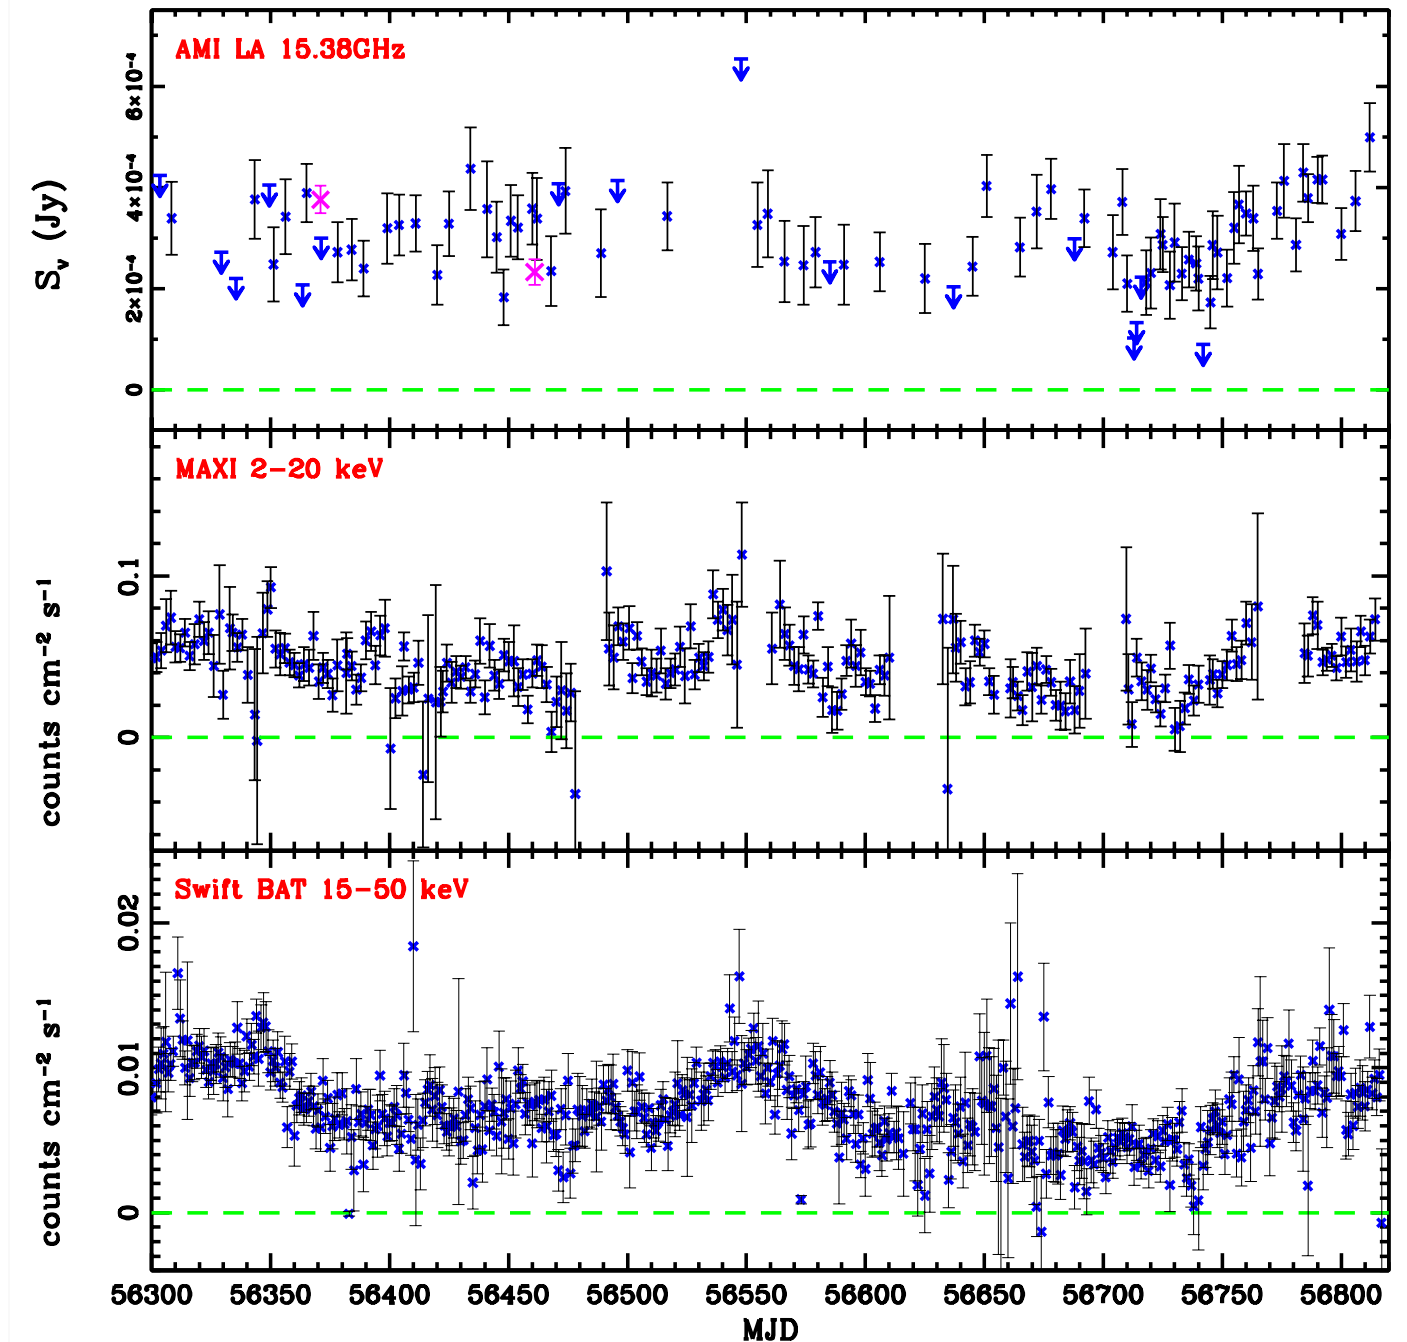 AMI LA 15.38GHz
6×10⁻⁴
4×10⁻⁴
2×10⁻⁴
0
Sᵥ (Jy)
MAXI 2−20 keV
0.1
0
counts cm⁻² s⁻¹
Swift BAT 15−50 keV
0.02
0.01
0
counts cm⁻² s⁻¹
56300 56350 56400 56450 56500 56550 56600 56650 56700 56750 56800
MJD